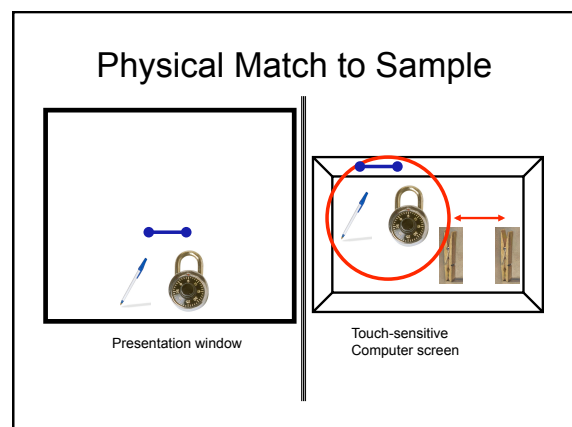 Physical Match to Sample
Presentation window
Touch-sensitive
Computer screen